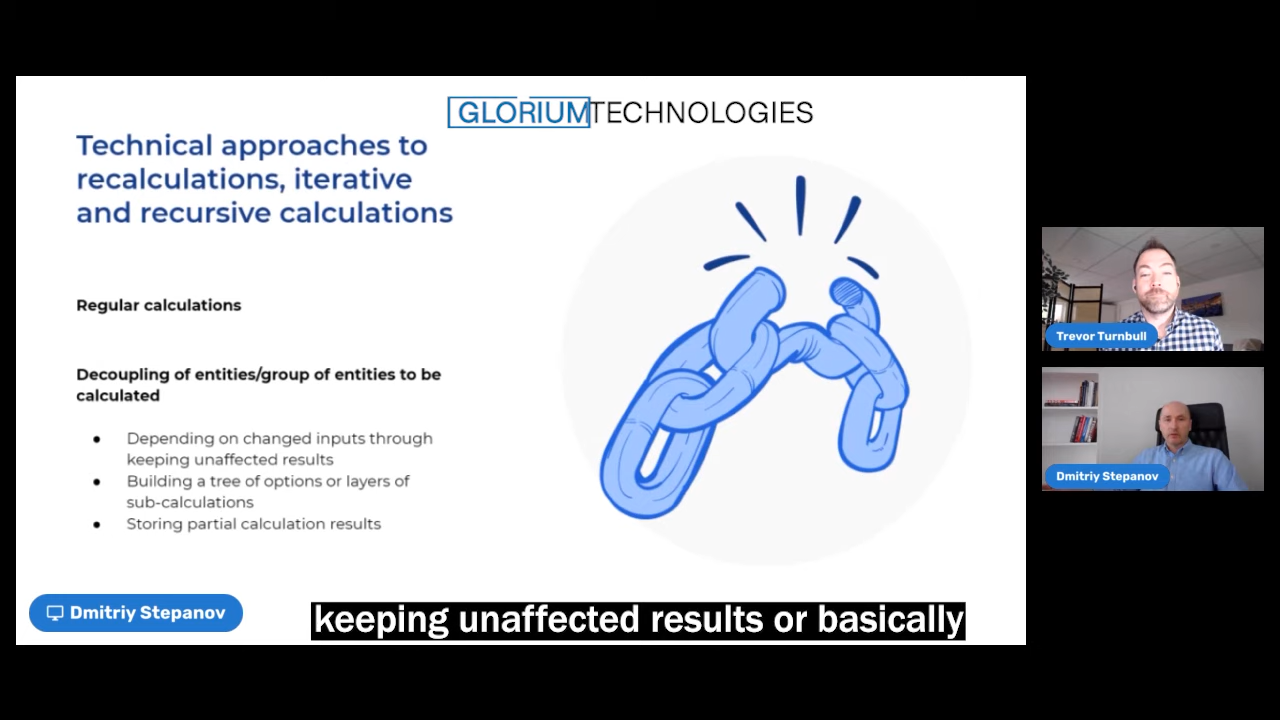 GLORIUM TECHNOLOGIES
Technical approaches to
recalculations, iterative
and recursive calculations
Regular calculations
Decoupling of entities/group of entities to be
calculated
● Depending on changed inputs through
keeping unaffected results
● Building a tree of options or layers of
sub-calculations
● Storing partial calculation results
Dmitriy Stepanov
keeping unaffected results or basically
Trevor Turnbull
Dmitriy Stepanov